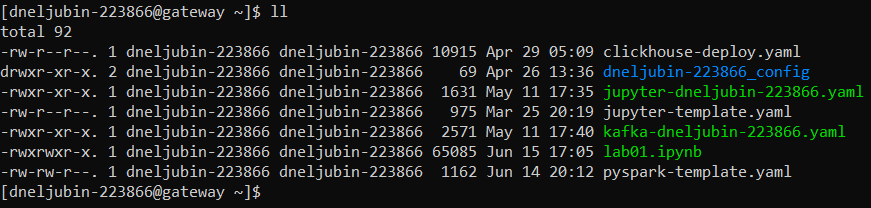 [dneljubin-223866@gateway ~]$ ll
total 92
-rw-r--r--. 1 dneljubin-223866 dneljubin-223866 10915 Apr 29 05:09 clickhouse-deploy.yaml
drwxr-xr-x. 2 dneljubin-223866 dneljubin-223866    69 Apr 26 13:36 dneljubin-223866_config
-rwxr-xr-x. 1 dneljubin-223866 dneljubin-223866  1631 May 11 17:35 jupyter-dneljubin-223866.yaml
-rw-r--r--. 1 dneljubin-223866 dneljubin-223866   975 Mar 25 20:19 jupyter-template.yaml
-rwxr-xr-x. 1 dneljubin-223866 dneljubin-223866  2571 May 11 17:40 kafka-dneljubin-223866.yaml
-rwxrwxr-x. 1 dneljubin-223866 dneljubin-223866 65085 Jun 15 17:05 lab01.ipynb
-rw-rw-r--. 1 dneljubin-223866 dneljubin-223866  1162 Jun 14 20:12 pyspark-template.yaml
[dneljubin-223866@gateway ~]$